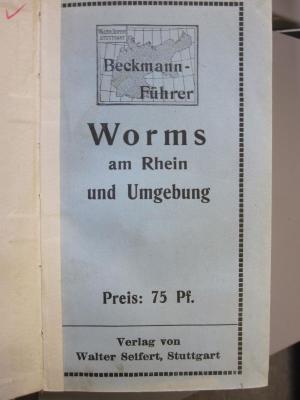 Beckmann-
Führer
Worms
am Rhein
und Umgebung
Preis: 75 Pf.
Verlag von
Walter Seifert, Stuttgart